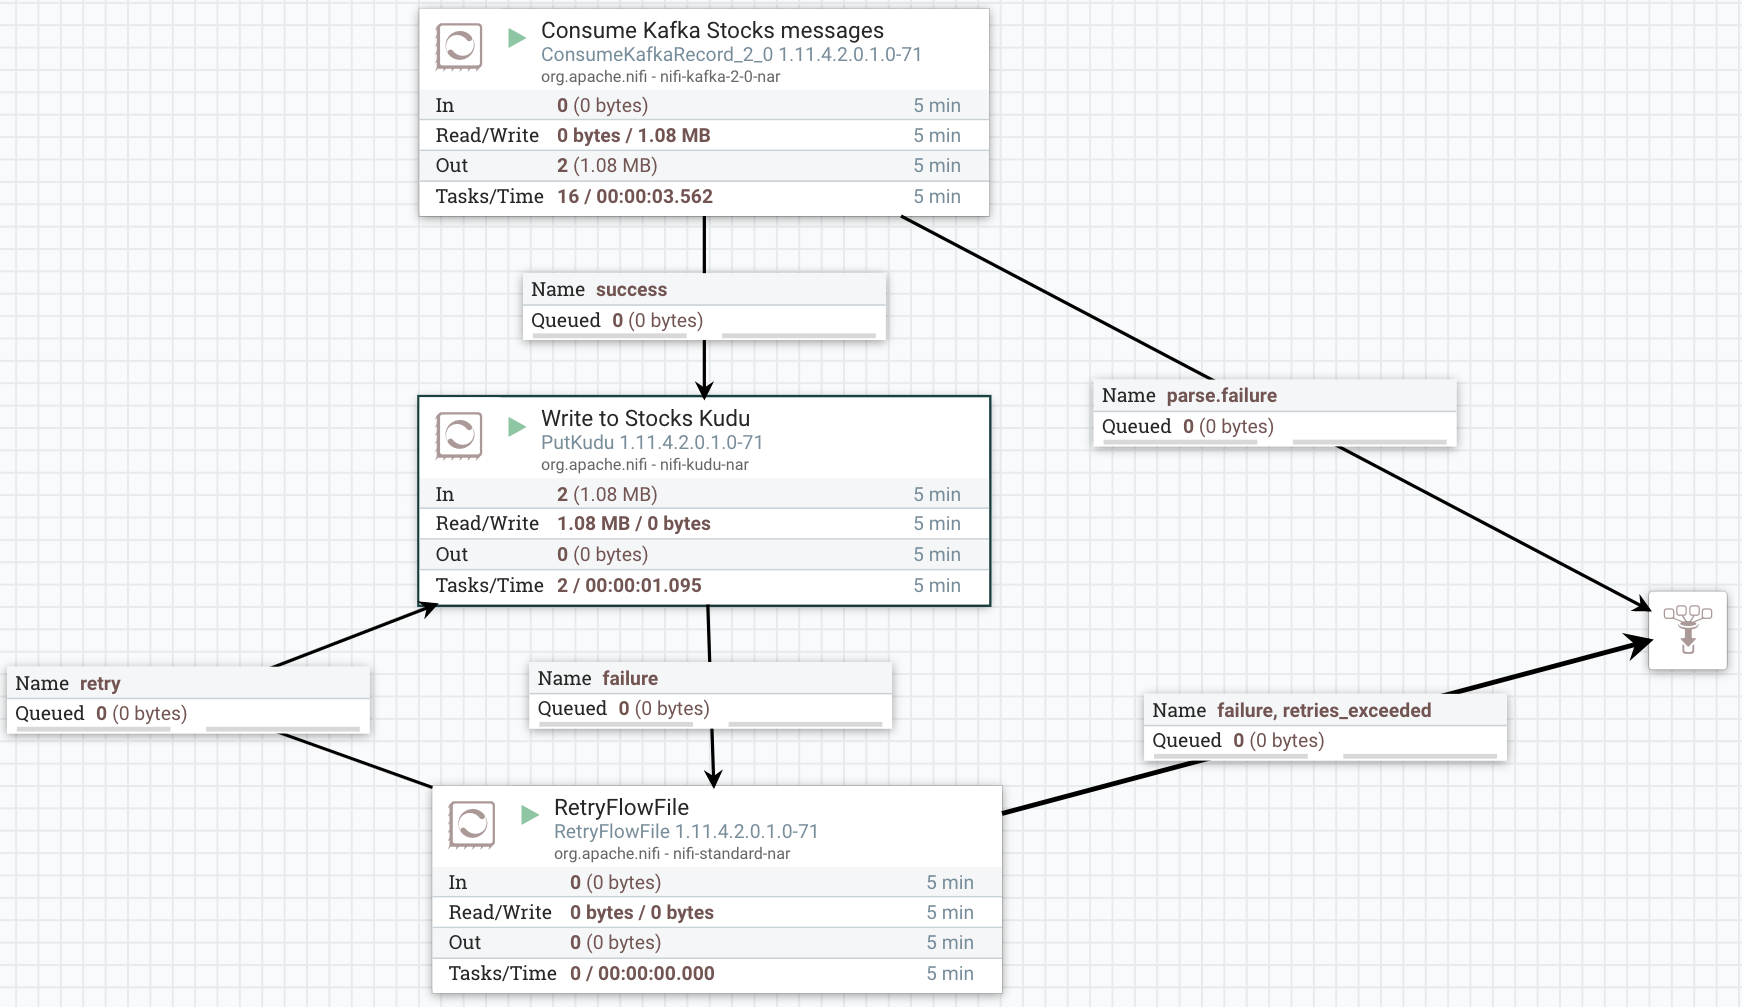 Consume Kafka Stocks messages
ConsumeKafkaRecord_2_0 1.11.4.2.0.1.0-71
org.apache.nifi - nifi-kafka-2-0-nar
In 0 (0 bytes) 5 min
Read/Write 0 bytes / 1.08 MB 5 min
Out 2 (1.08 MB) 5 min
Tasks/Time 16 / 00:00:03.562 5 min
Name success
Queued 0 (0 bytes)
Name parse.failure
Queued 0 (0 bytes)
Write to Stocks Kudu
PutKudu 1.11.4.2.0.1.0-71
org.apache.nifi - nifi-kudu-nar
In 2 (1.08 MB) 5 min
Read/Write 1.08 MB / 0 bytes 5 min
Out 0 (0 bytes) 5 min
Tasks/Time 2 / 00:00:01.095 5 min
Name retry
Queued 0 (0 bytes)
Name failure
Queued 0 (0 bytes)
Name failure, retries_exceeded
Queued 0 (0 bytes)
RetryFlowFile
RetryFlowFile 1.11.4.2.0.1.0-71
org.apache.nifi - nifi-standard-nar
In 0 (0 bytes) 5 min
Read/Write 0 bytes / 0 bytes 5 min
Out 0 (0 bytes) 5 min
Tasks/Time 0 / 00:00:00.000 5 min